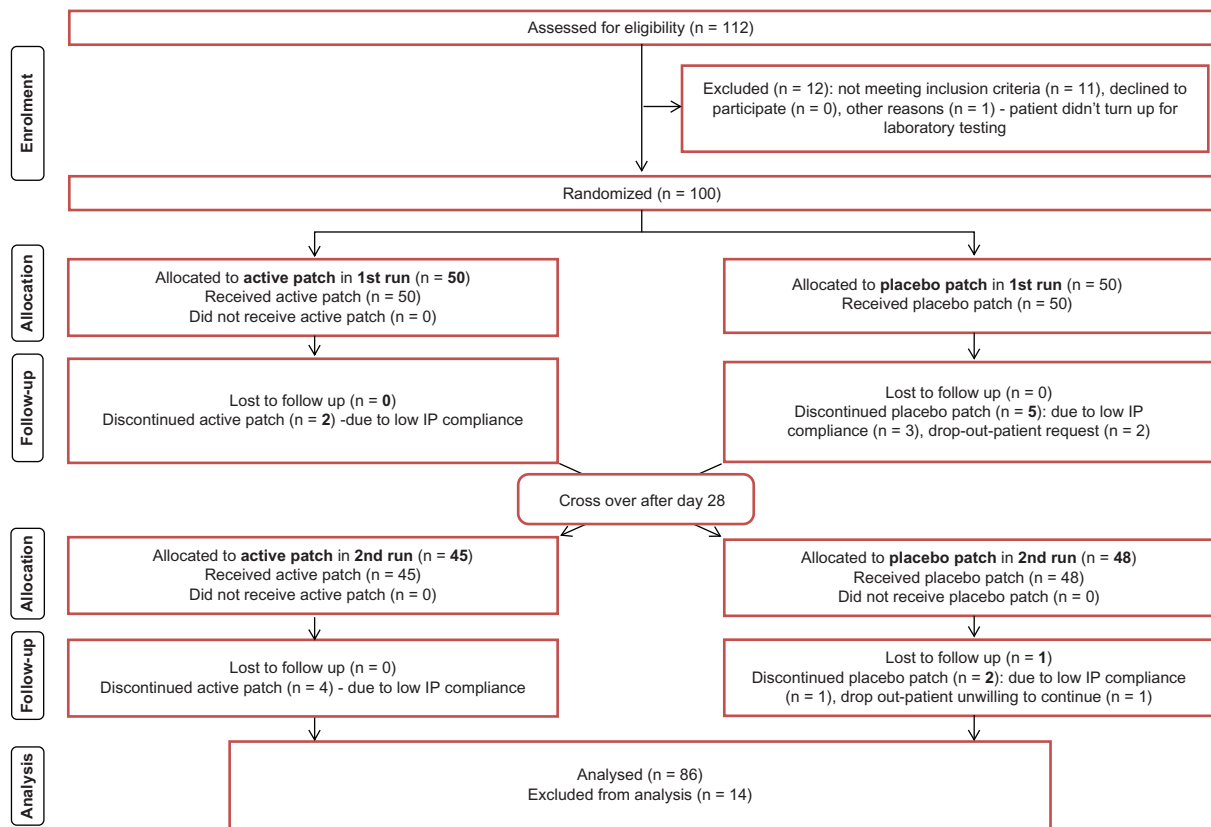 Enrolment
Assessed for eligibility (n = 112)
Excluded (n = 12): not meeting inclusion criteria (n = 11), declined to
participate (n = 0), other reasons (n = 1) - patient didn't turn up for
laboratory testing
Randomized (n = 100)
Allocation
Allocated to active patch in 1st run (n = 50)
Received active patch (n = 50)
Did not receive active patch (n = 0)
Allocated to placebo patch in 1st run (n = 50)
Received placebo patch (n = 50)
Follow-up
Lost to follow up (n = 0)
Discontinued active patch (n = 2) -due to low IP compliance
Lost to follow up (n = 0)
Discontinued placebo patch (n = 5): due to low IP
compliance (n = 3), drop-out-patient request (n = 2)
Cross over after day 28
Allocation
Allocated to active patch in 2nd run (n = 45)
Received active patch (n = 45)
Did not receive active patch (n = 0)
Allocated to placebo patch in 2nd run (n = 48)
Received placebo patch (n = 48)
Did not receive placebo patch (n = 0)
Follow-up
Lost to follow up (n = 0)
Discontinued active patch (n = 4) - due to low IP compliance
Lost to follow up (n = 1)
Discontinued placebo patch (n = 2): due to low IP compliance
(n = 1), drop out-patient unwilling to continue (n = 1)
Analysis
Analysed (n = 86)
Excluded from analysis (n = 14)